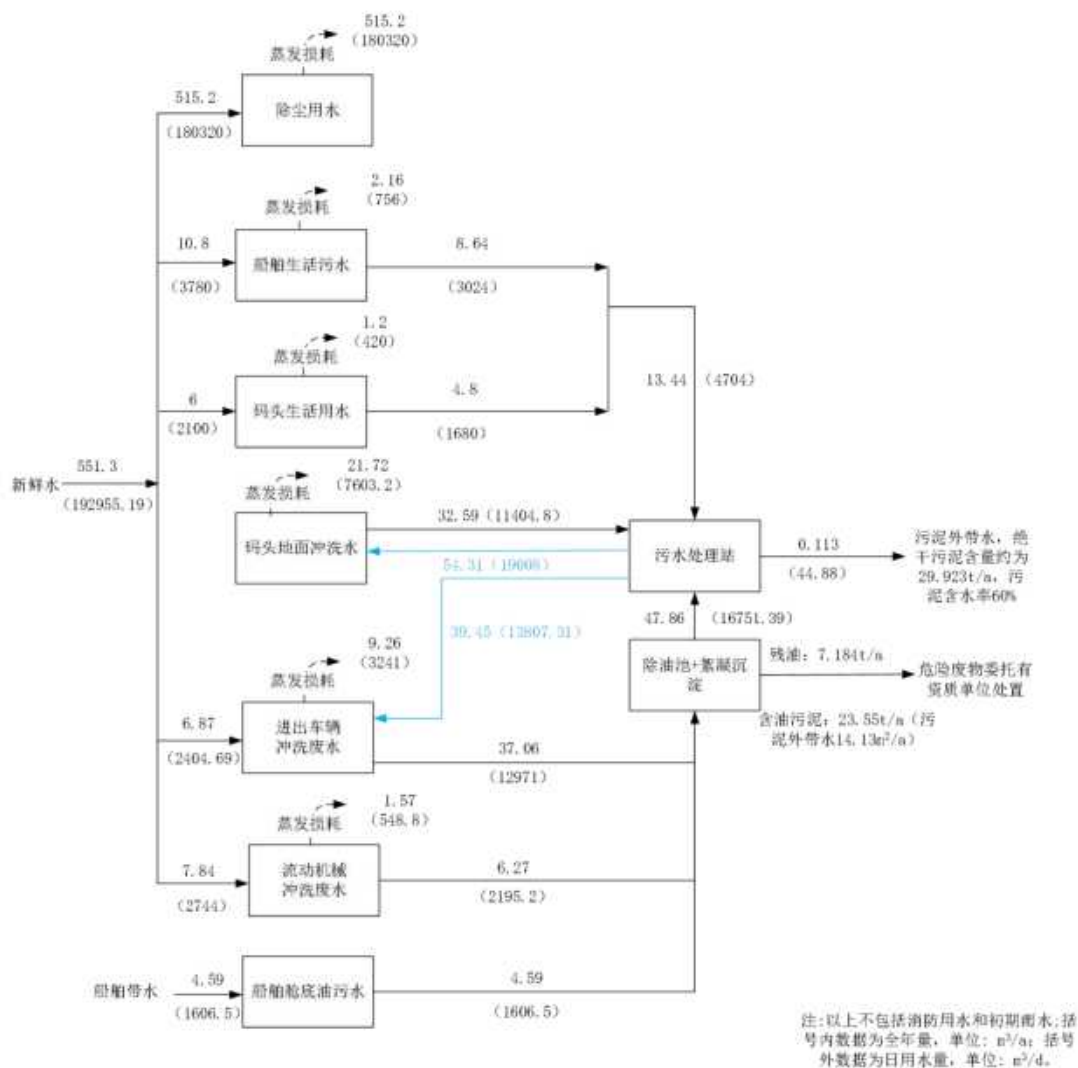 515.2
(180320)
蒸发损耗
515.2
(180320)
除尘用水
2.16
(756)
蒸发损耗
10.8
(3780)
船舶生活污水
8.64
(3024)
1.2
(420)
蒸发损耗
6
(2100)
码头生活用水
4.8
(1680)
13.44 (4704)
新鲜水
551.3
(192955.19)
21.72
(7603.2)
蒸发损耗
码头地面冲洗水
32.59 (11404.8)
54.31 (19008)
39.45 (13807.31)
污水处理站
0.113
(44.88)
污泥外带水，绝
干污泥含量约为
29.923t/a，污
泥含水率60%
47.86 (16751.39)
除油池+絮凝沉
淀
残油：7.184t/a
危险废物委托有
资质单位处置
含油污泥：23.55t/a（污
泥外带水14.13m²/a）
9.26
(3241)
蒸发损耗
6.87
(2404.69)
进出车辆
冲洗废水
37.06
(12971)
1.57
(548.8)
蒸发损耗
7.84
(2744)
流动机械
冲洗废水
6.27
(2195.2)
船舶带水
4.59
(1606.5)
船舶舱底油污水
4.59
(1606.5)
注:以上不包括消防用水和初期雨水;括
号内数据为全年量，单位：m³/a；括号
外数据为日用水量，单位：m³/d。